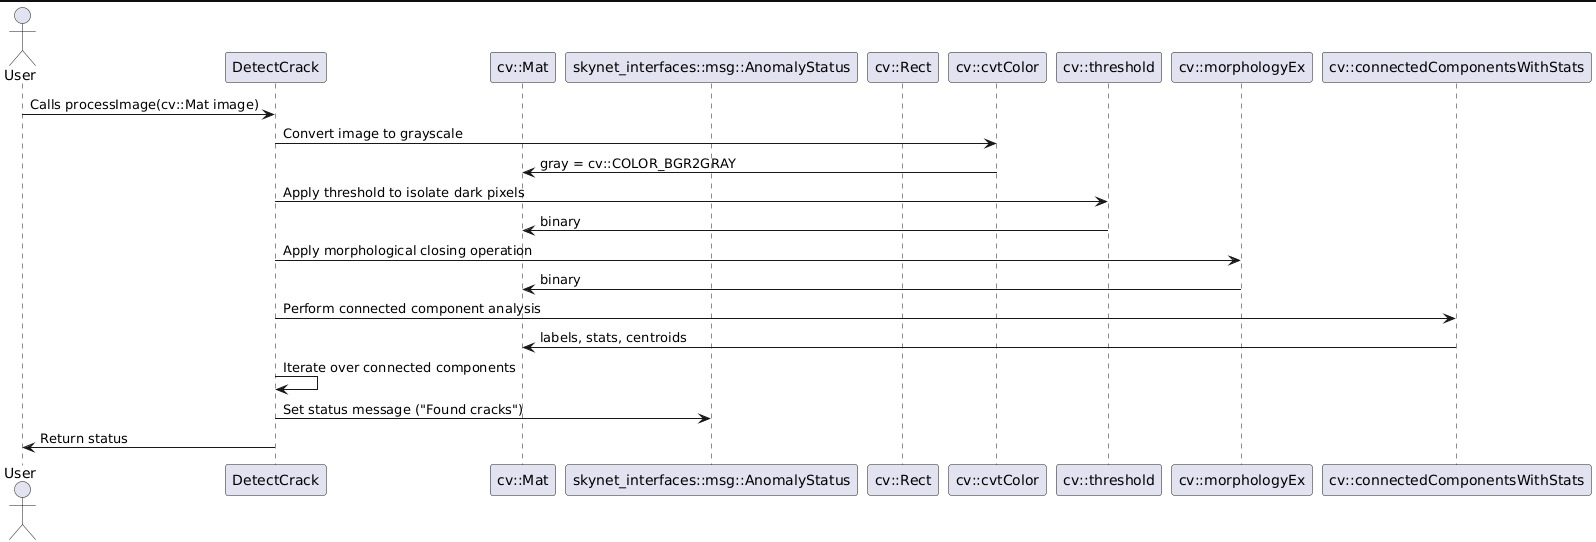 User
DetectCrack
cv::Mat
skynet_interfaces::msg::AnomalyStatus
cv::Rect
cv::cvtColor
cv::threshold
cv::morphologyEx
cv::connectedComponentsWithStats
Calls processImage(cv::Mat image)
Convert image to grayscale
gray = cv::COLOR_BGR2GRAY
Apply threshold to isolate dark pixels
binary
Apply morphological closing operation
binary
Perform connected component analysis
labels, stats, centroids
Iterate over connected components
Set status message ("Found cracks")
Return status
User
DetectCrack
cv::Mat
skynet_interfaces::msg::AnomalyStatus
cv::Rect
cv::cvtColor
cv::threshold
cv::morphologyEx
cv::connectedComponentsWithStats